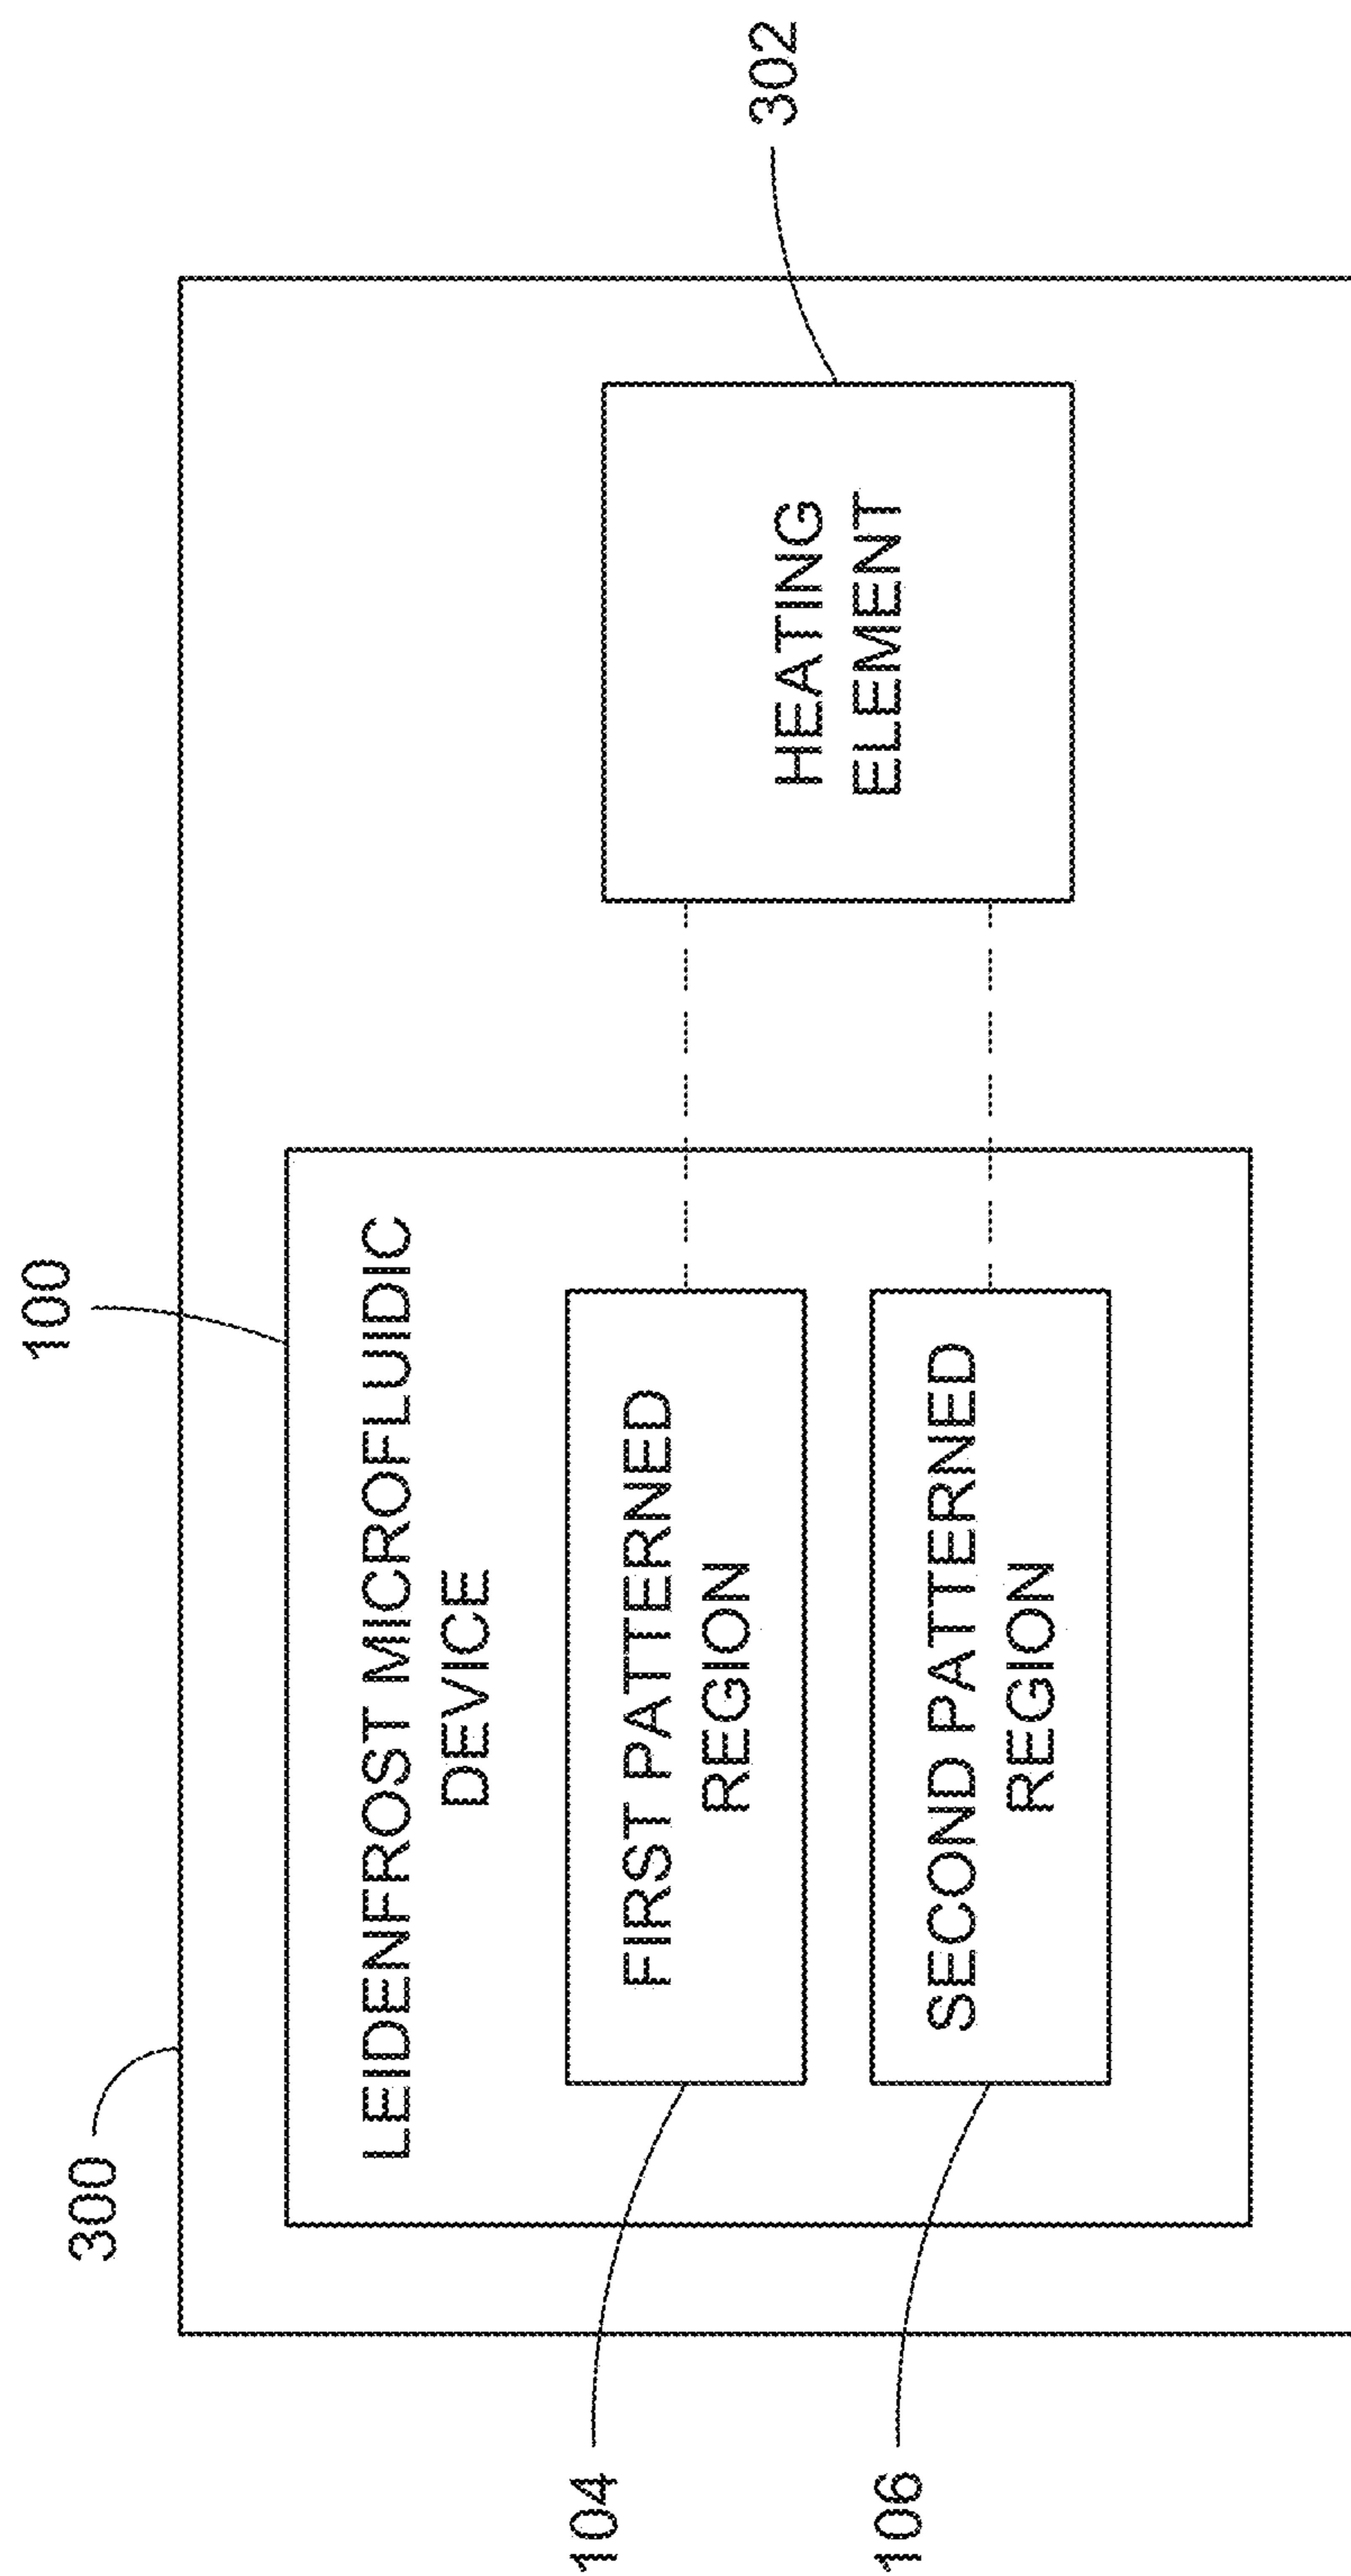 300
100
302
LEIDENFROST MICROFLUIDIC
DEVICE
104
FIRST PATTERNED
REGION
HEATING
ELEMENT
106
SECOND PATTERNED
REGION